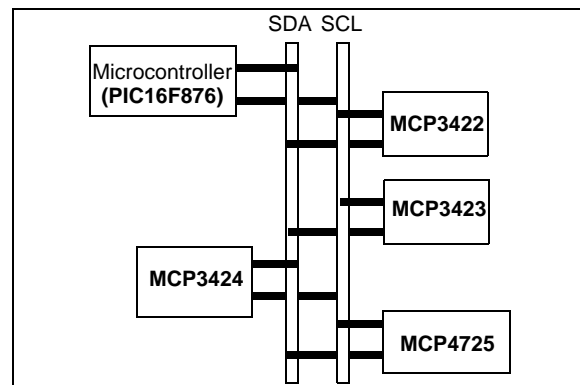 SDA SCL
Microcontroller
(PIC16F876)
MCP3422
MCP3423
MCP3424
MCP4725